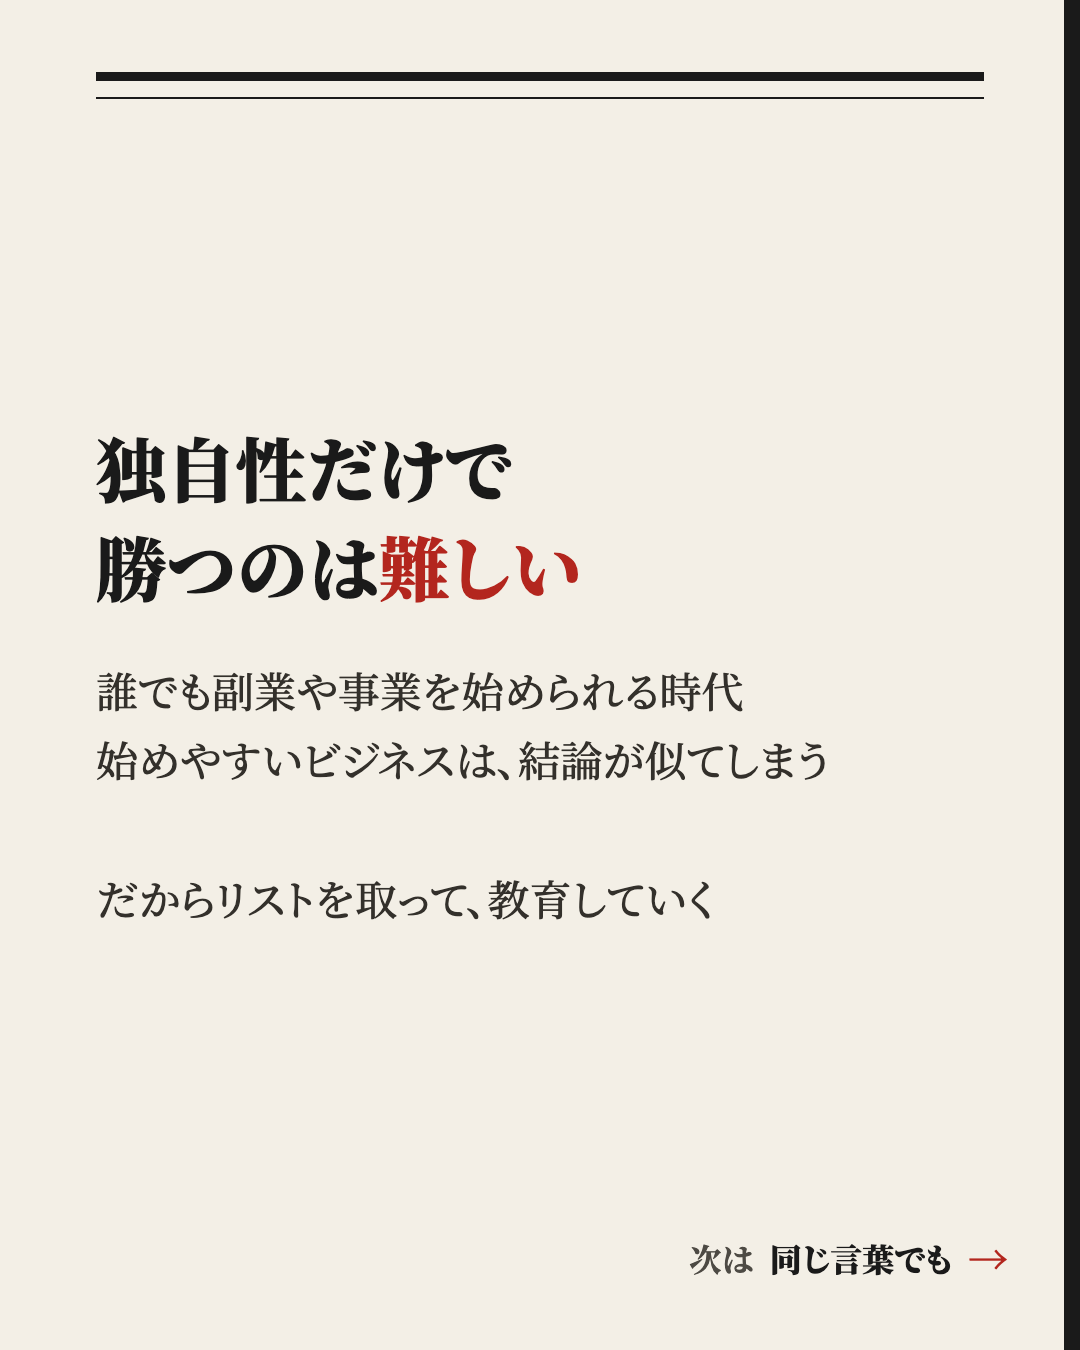 独自性だけで
勝つのは難しい
誰でも副業や事業を始められる時代
始めやすいビジネスは、結論が似てしまう
だからリストを取って、教育していく
次は 同じ言葉でも →